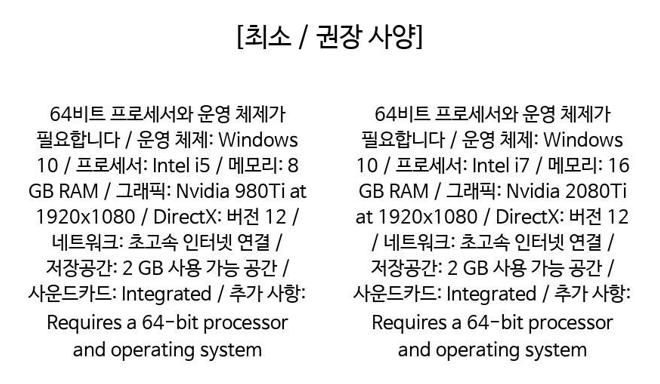 [최소 / 권장 사양]
64비트 프로세서와 운영 체제가
필요합니다 / 운영 체제: Windows
10 / 프로세서: Intel i5 / 메모리: 8
GB RAM / 그래픽: Nvidia 980Ti at
1920x1080 / DirectX: 버전 12 /
네트워크: 초고속 인터넷 연결 /
저장공간: 2 GB 사용 가능 공간 /
사운드카드: Integrated / 추가 사항:
Requires a 64-bit processor
and operating system
64비트 프로세서와 운영 체제가
필요합니다 / 운영 체제: Windows
10 / 프로세서: Intel i7 / 메모리: 16
GB RAM / 그래픽: Nvidia 2080Ti
at 1920x1080 / DirectX: 버전 12
/ 네트워크: 초고속 인터넷 연결 /
저장공간: 2 GB 사용 가능 공간 /
사운드카드: Integrated / 추가 사항:
Requires a 64-bit processor
and operating system